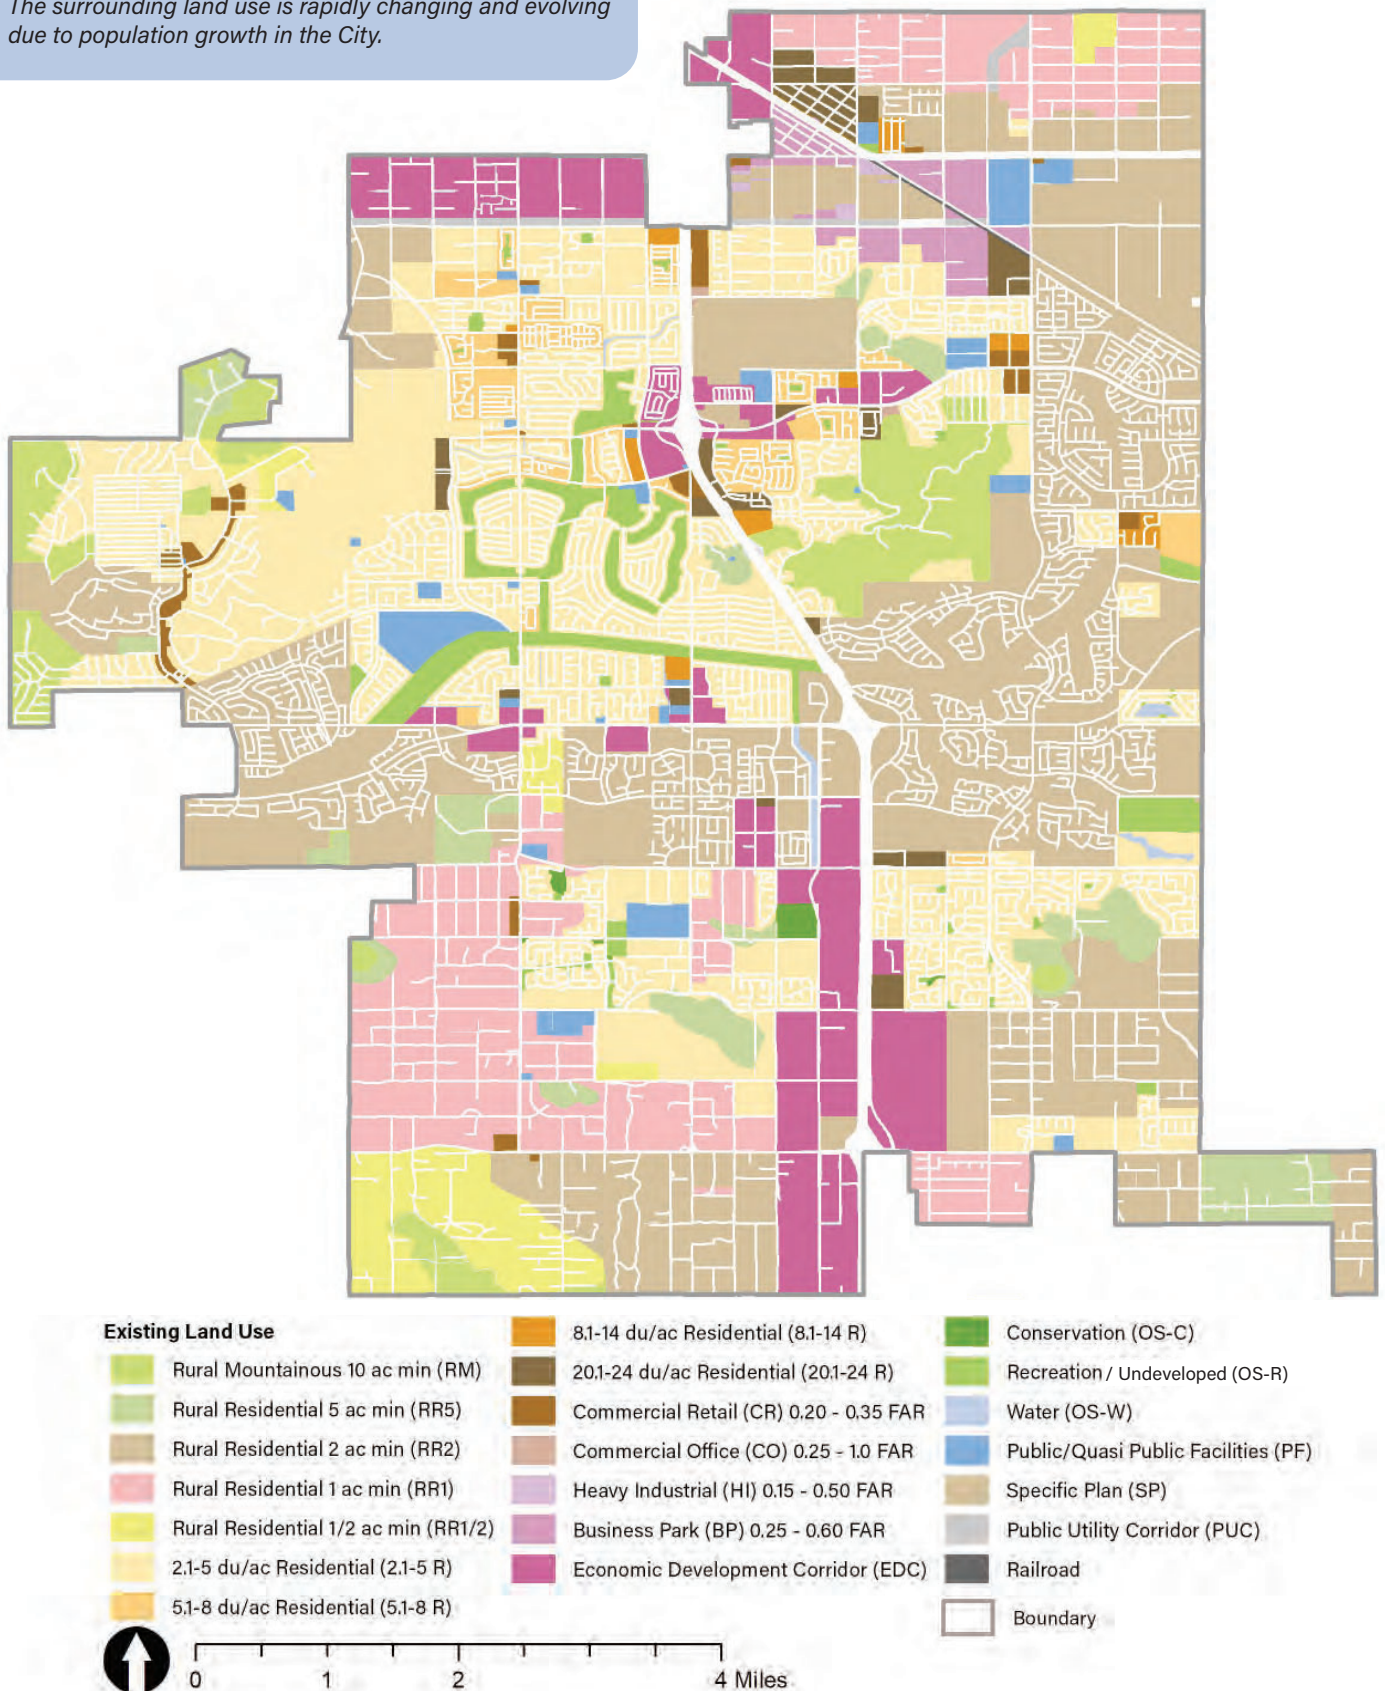 The surrounding land use is rapidly changing and evolving
due to population growth in the City.
Existing Land Use
Rural Mountainous 10 ac min (RM)
Rural Residential 5 ac min (RR5)
Rural Residential 2 ac min (RR2)
Rural Residential 1 ac min (RR1)
Rural Residential 1/2 ac min (RR1/2)
2.1-5 du/ac Residential (2.1-5 R)
5.1-8 du/ac Residential (5.1-8 R)
8.1-14 du/ac Residential (8.1-14 R)
20.1-24 du/ac Residential (20.1-24 R)
Commercial Retail (CR) 0.20 - 0.35 FAR
Commercial Office (CO) 0.25 - 1.0 FAR
Heavy Industrial (HI) 0.15 - 0.50 FAR
Business Park (BP) 0.25 - 0.60 FAR
Economic Development Corridor (EDC)
Conservation (OS-C)
Recreation / Undeveloped (OS-R)
Water (OS-W)
Public/Quasi Public Facilities (PF)
Specific Plan (SP)
Public Utility Corridor (PUC)
Railroad
Boundary
0 1 2 4 Miles